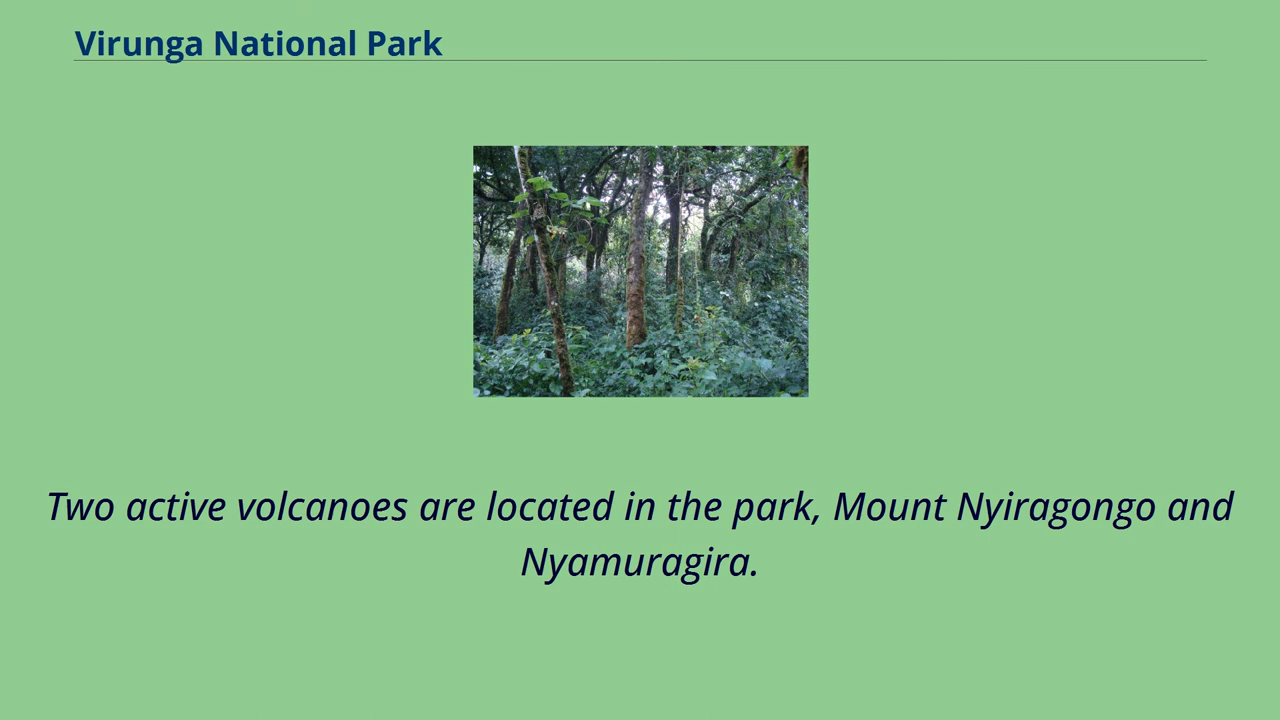 Virunga National Park
Two active volcanoes are located in the park, Mount Nyiragongo and
Nyamuragira.